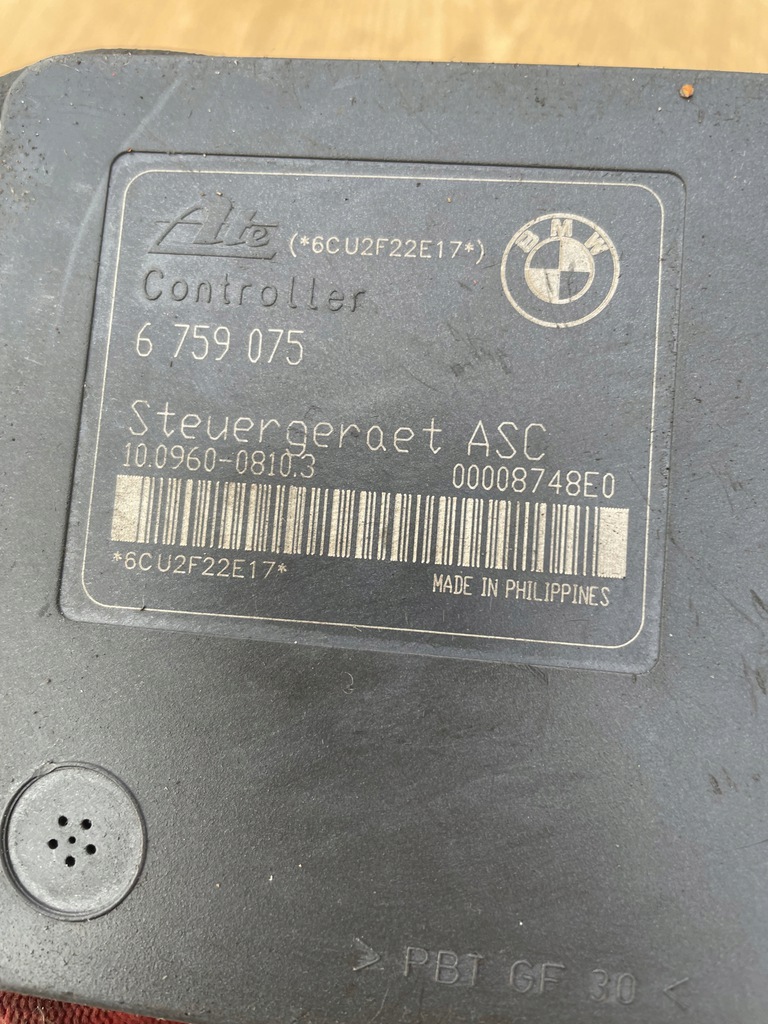 Ate (*6CU2F22E17*)
BMW
Controller
6 759 075
Steuergeraet ASC
10.0960-0810.3 00008748E0
*6CU2F22E17*
MADE IN PHILIPPINES
> PBT GF 30 <